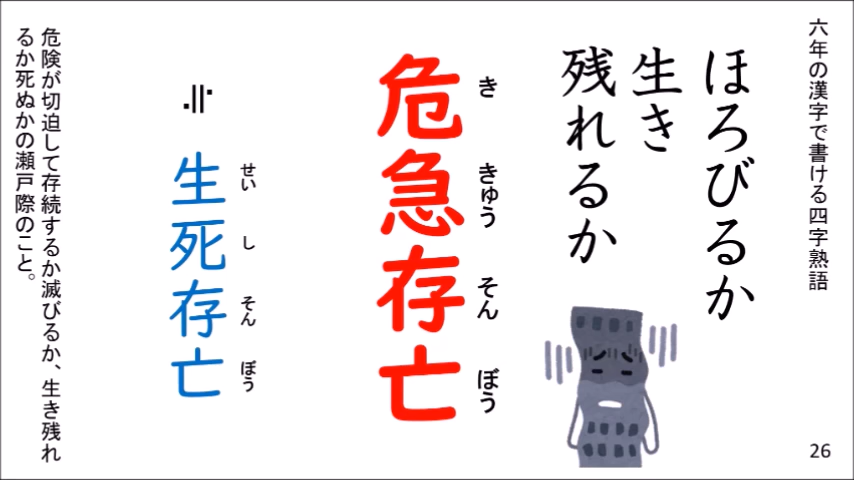 六年の漢字で書ける四字熟語
ほろびるか
生き
残れるか
危急存亡
き きゅう そん ぼう
≒
生死存亡
せい し そん ぼう
危険が切迫して存続するか滅びるか、生き残れ
るか死ぬかの瀬戸際のこと。
26